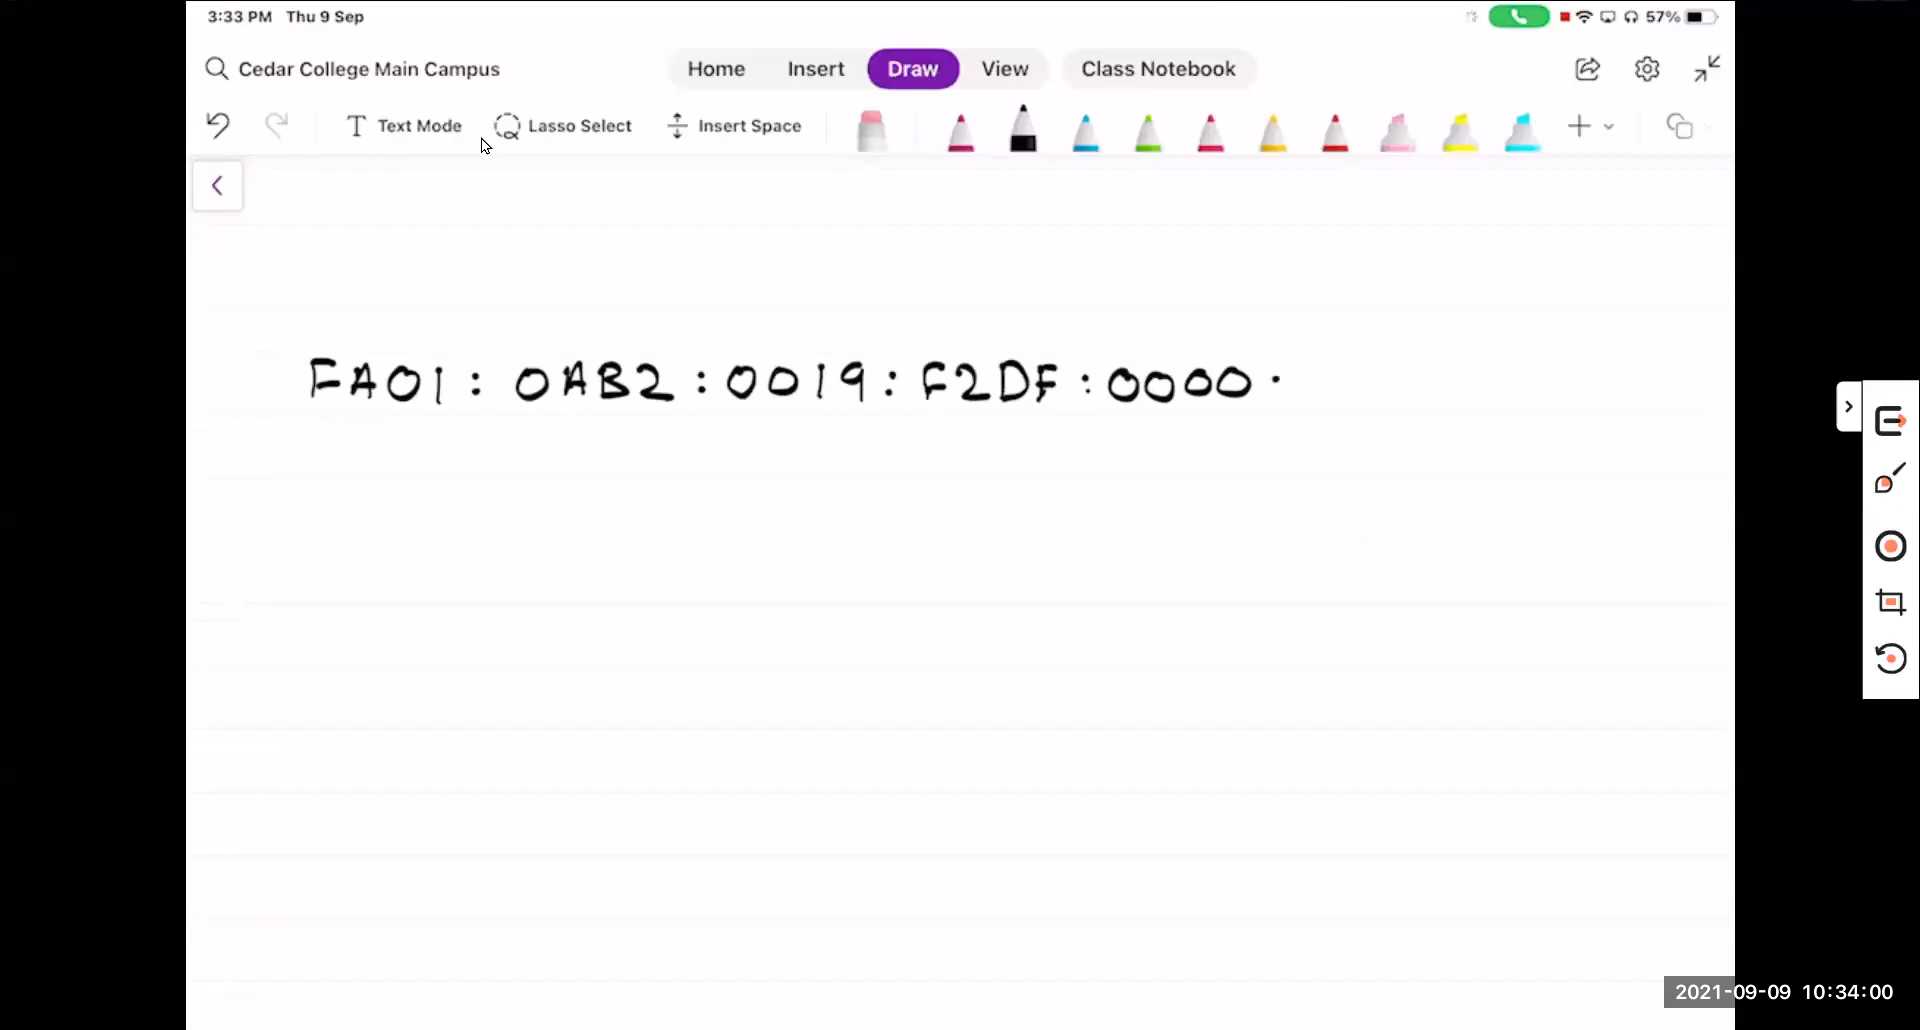 3:33 PM Thu 9 Sep
57%
Cedar College Main Campus
Home Insert Draw View Class Notebook
Text Mode Lasso Select Insert Space
FA01 : 0AB2 : 0019 : F2DF : 0000 .
2021-09-09 10:34:00